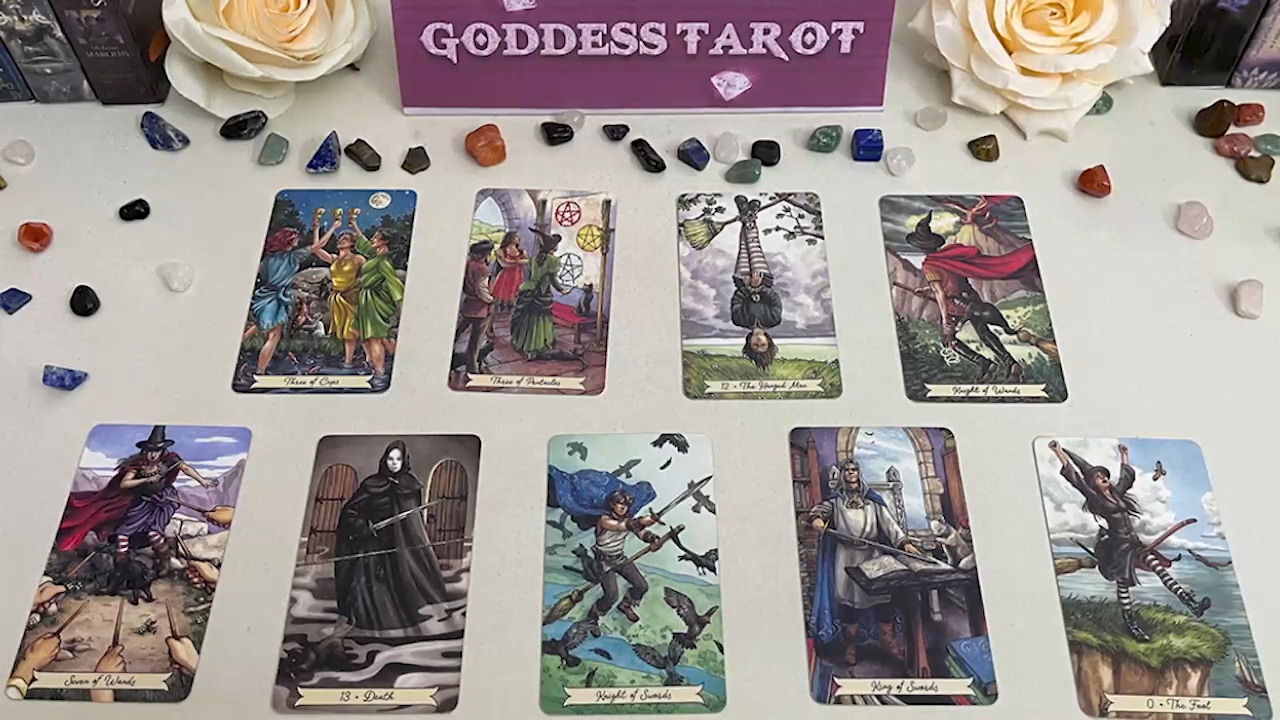 GODDESS TAROT
Three of Cups
Three of Pentacles
12 • The Hanged Man
Knight of Wands
Seven of Wands
13 • Death
Knight of Swords
King of Swords
0 • The Fool